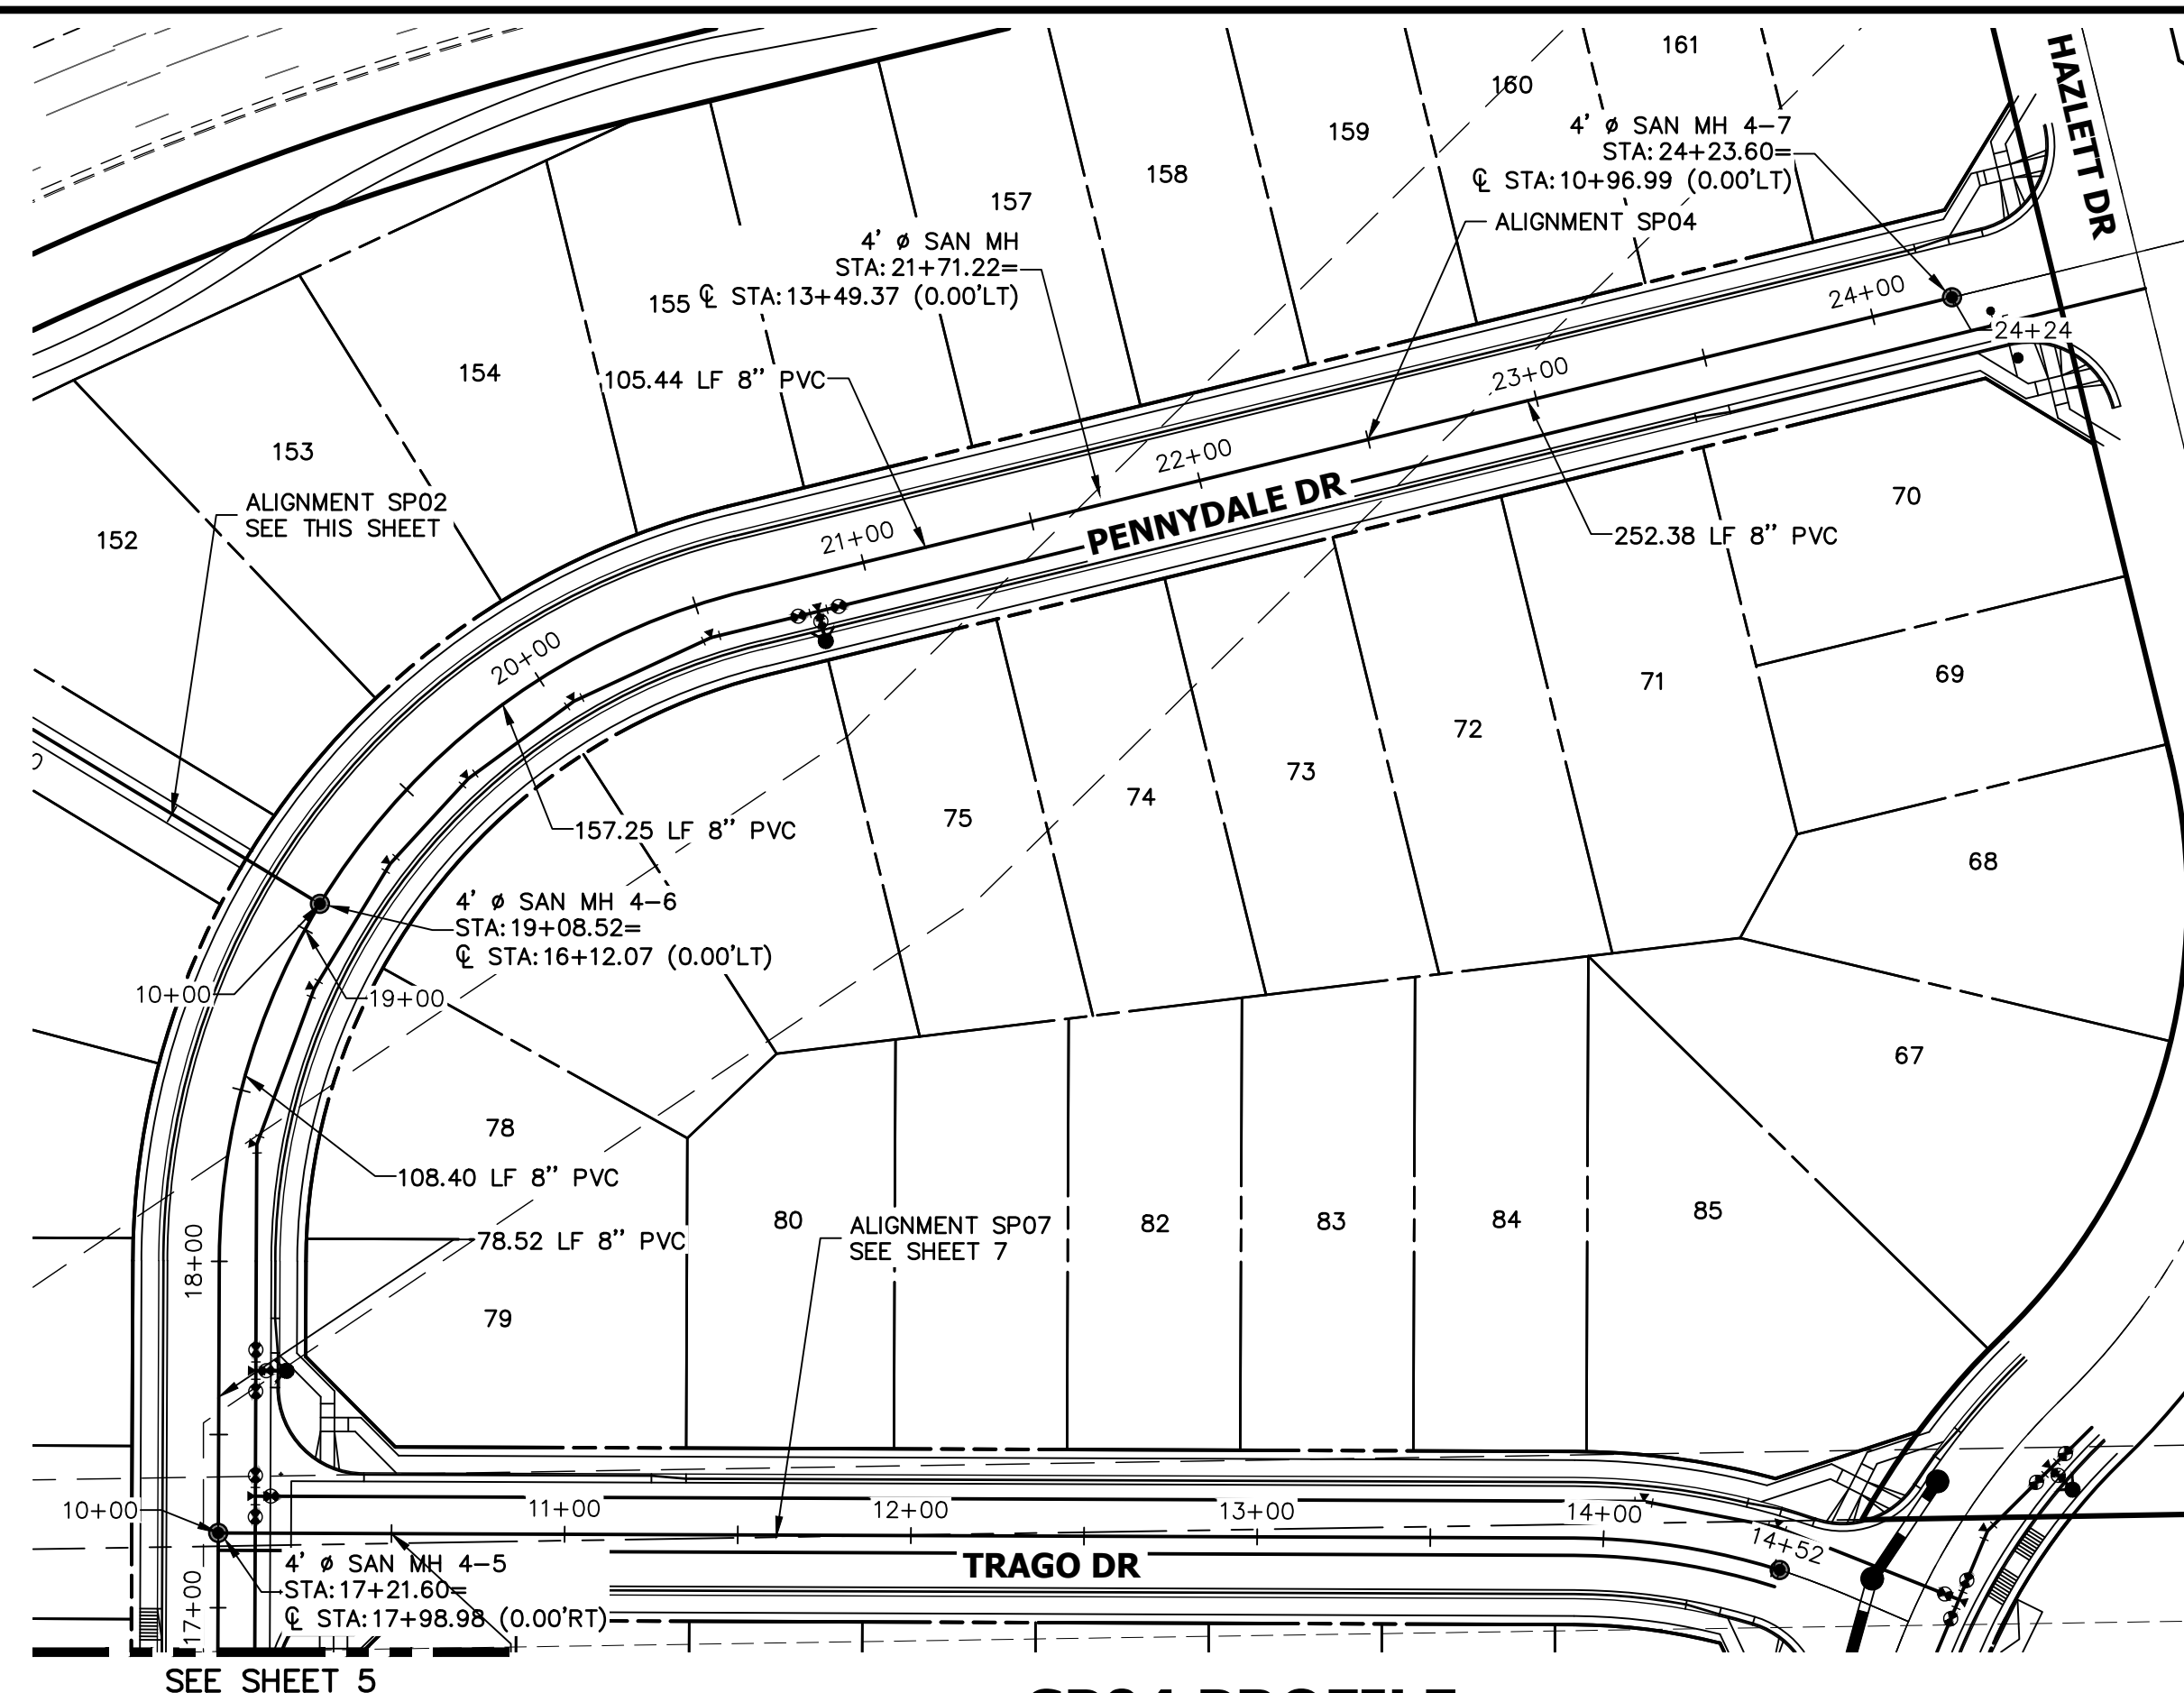 161
160
HAZLETT DR
4' Ø SAN MH 4-7
STA:24+23.60=
℄ STA:10+96.99 (0.00'LT)
159
158
157
ALIGNMENT SP04
4' Ø SAN MH
STA:21+71.22=
℄ STA:13+49.37 (0.00'LT)
155
24+00
24+24
154
105.44 LF 8" PVC
23+00
153
22+00
ALIGNMENT SP02
SEE THIS SHEET
152
PENNYDALE DR
70
21+00
252.38 LF 8" PVC
20+00
69
71
72
73
74
75
157.25 LF 8" PVC
68
4' Ø SAN MH 4-6
STA:19+08.52=
℄ STA:16+12.07 (0.00'LT)
10+00
19+00
67
78
108.40 LF 8" PVC
80
ALIGNMENT SP07
SEE SHEET 7
82
83
84
85
78.52 LF 8" PVC
18+00
79
10+00
11+00
12+00
13+00
14+00
14+52
4' Ø SAN MH 4-5
STA:17+21.60=
℄ STA:17+98.98 (0.00'RT)
TRAGO DR
17+00
SEE SHEET 5